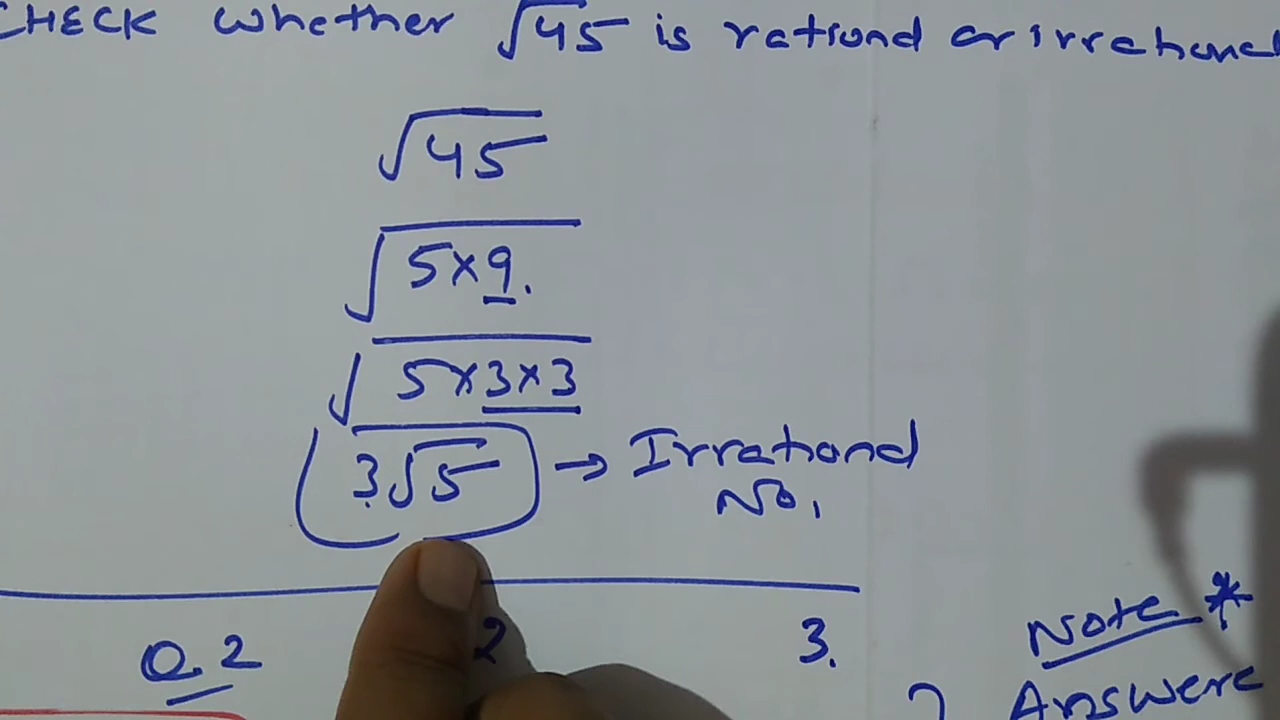 CHECK whether √45 is rational or irrational
√45
√5×9.
√5×3×3
3√5 → Irrational
No.
Q.2 2 3. Note *
Answere